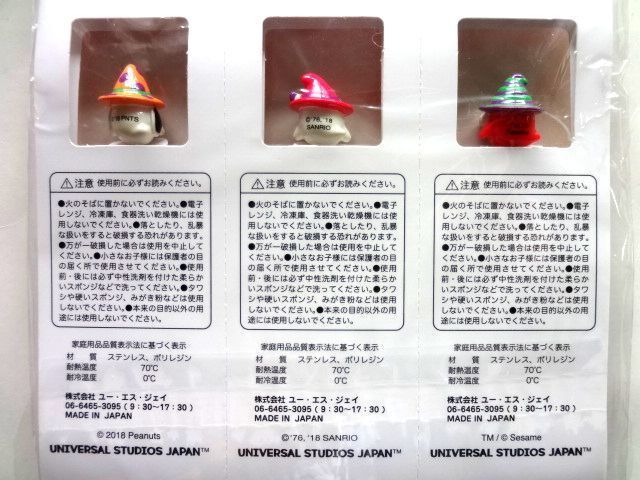 '18 PNTS
©'76, '18
SANRIO
⚠注意 使用前に必ずお読みください。
●火のそばに置かないでください。●電子
レンジ、冷凍庫、食器洗い乾燥機には使用
しないでください。●落としたり、乱暴
な扱いをすると破損する恐れがあります。
●万が一破損した場合は使用を中止して
ください。●小さなお子様には保護者の目
の届く所で使用させてください。●使用
前・後には必ず中性洗剤を付けた柔らか
いスポンジなどで洗ってください。●タワ
シや硬いスポンジ、みがき粉などは使用
しないでください。●本来の目的以外の用
途には使用しないでください。
家庭用品品質表示法に基づく表示
材 質 ステンレス、ポリレジン
耐熱温度 70℃
耐冷温度 0℃
株式会社 ユー・エス・ジェイ
06-6465-3095(9:30〜17:30)
MADE IN JAPAN
© 2018 Peanuts
UNIVERSAL STUDIOS JAPAN™
⚠注意 使用前に必ずお読みください。
●火のそばに置かないでください。●電子
レンジ、冷凍庫、食器洗い乾燥機には使用
しないでください。●落としたり、乱暴
な扱いをすると破損する恐れがあります。
●万が一破損した場合は使用を中止して
ください。●小さなお子様には保護者の目
の届く所で使用させてください。●使用
前・後には必ず中性洗剤を付けた柔らか
いスポンジなどで洗ってください。●タワ
シや硬いスポンジ、みがき粉などは使用
しないでください。●本来の目的以外の用
途には使用しないでください。
家庭用品品質表示法に基づく表示
材 質 ステンレス、ポリレジン
耐熱温度 70℃
耐冷温度 0℃
株式会社 ユー・エス・ジェイ
06-6465-3095(9:30〜17:30)
MADE IN JAPAN
©'76, '18 SANRIO
UNIVERSAL STUDIOS JAPAN™
⚠注意 使用前に必ずお読みください。
●火のそばに置かないでください。●電子
レンジ、冷凍庫、食器洗い乾燥機には使用
しないでください。●落としたり、乱暴
な扱いをすると破損する恐れがあります。
●万が一破損した場合は使用を中止して
ください。●小さなお子様には保護者の目
の届く所で使用させてください。●使用
前・後には必ず中性洗剤を付けた柔らか
いスポンジなどで洗ってください。●タワ
シや硬いスポンジ、みがき粉などは使用
しないでください。●本来の目的以外の用
途には使用しないでください。
家庭用品品質表示法に基づく表示
材 質 ステンレス、ポリレジン
耐熱温度 70℃
耐冷温度 0℃
株式会社 ユー・エス・ジェイ
06-6465-3095(9:30〜17:30)
MADE IN JAPAN
TM / © Sesame
UNIVERSAL STUDIOS JAPAN™